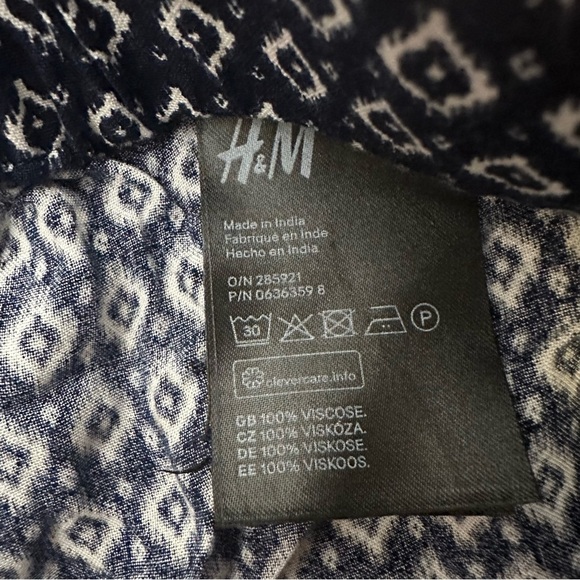 H&M
Made in India
Fabriqué en Inde
Hecho en India
O/N 285921
P/N 0636359 8
30 P
clevercare.info
GB 100% VISCOSE.
CZ 100% VISKÓZA.
DE 100% VISKOSE.
EE 100% VISKOOS.